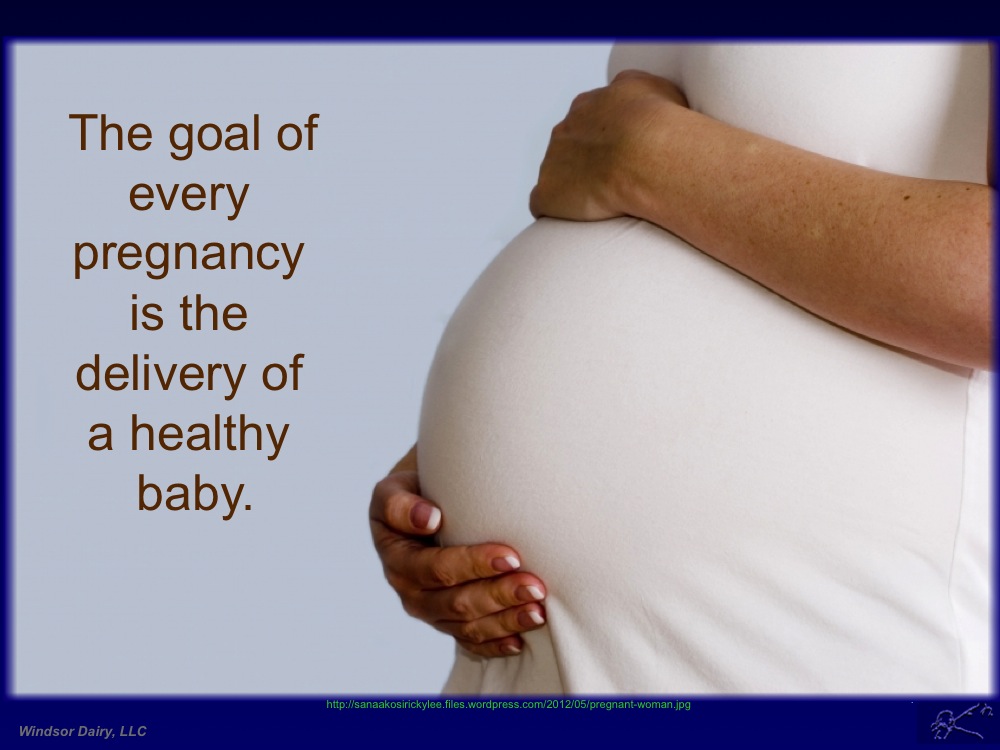 The goal of
every
pregnancy
is the
delivery of
a healthy
baby.
http://sanaakosirickylee.files.wordpress.com/2012/05/pregnant-woman.jpg
Windsor Dairy, LLC